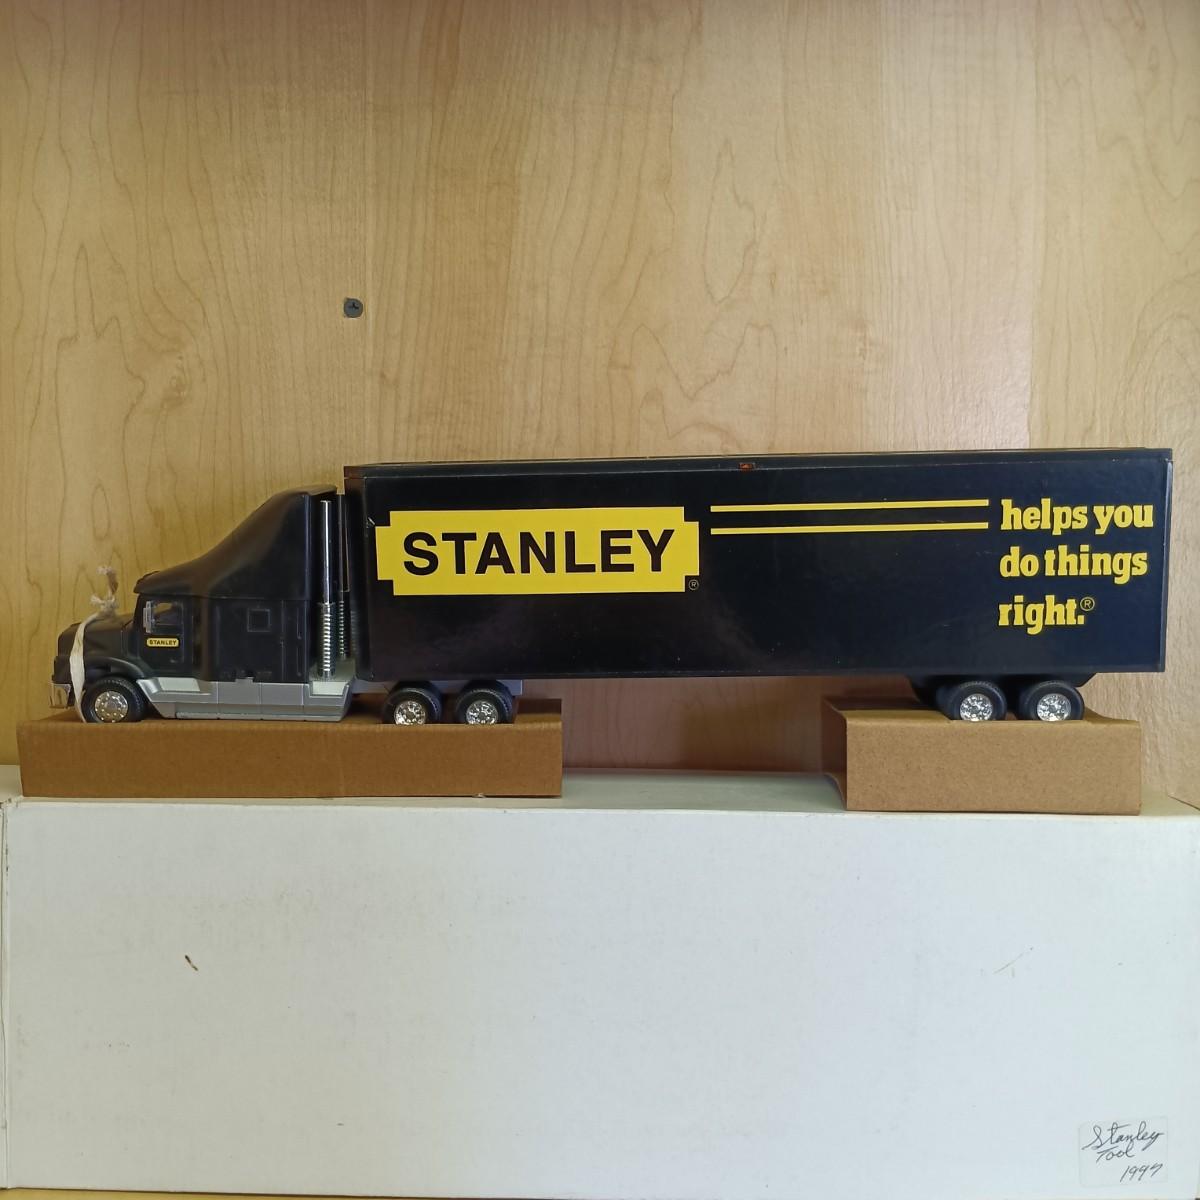 STANLEY®
helps you
do things
right.®
STANLEY
Stanley
Tool
1997